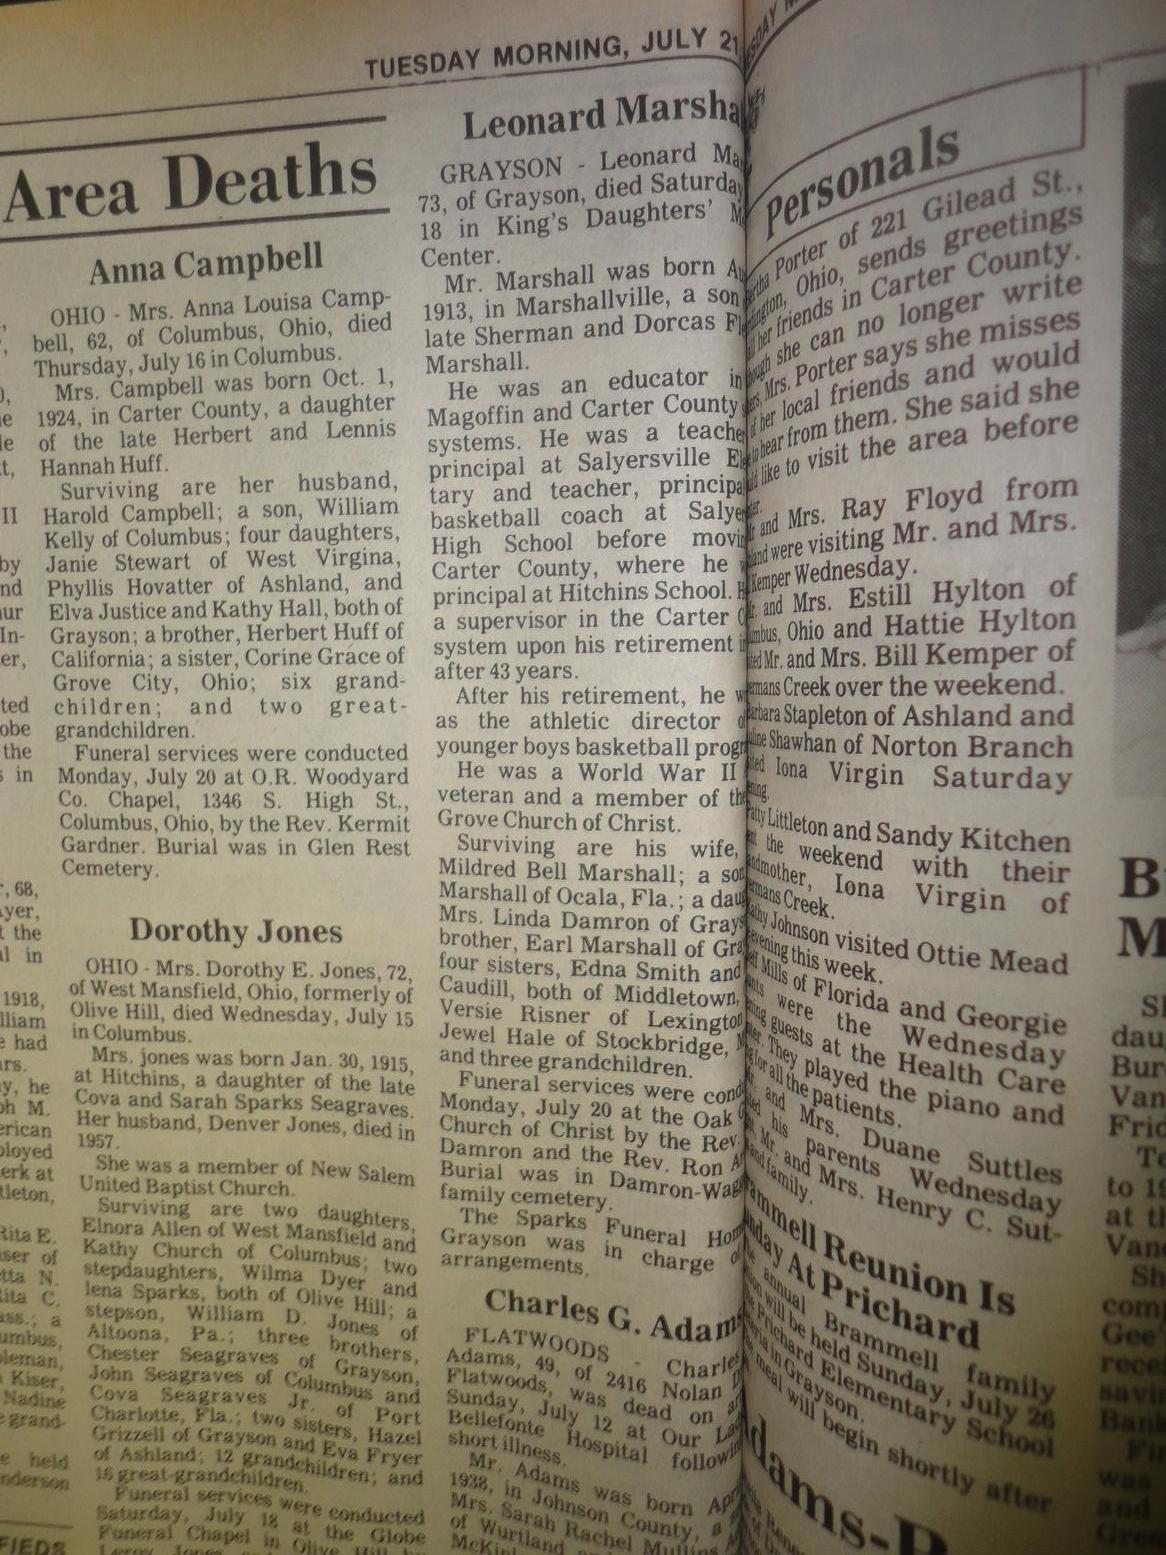 TUESDAY MORNING, JULY 21
Area Deaths
Anna Campbell
OHIO - Mrs. Anna Louisa Camp-
bell, 62, of Columbus, Ohio, died
Thursday, July 16 in Columbus.
Mrs. Campbell was born Oct. 1,
1924, in Carter County, a daughter
of the late Herbert and Lennis
Hannah Huff.
Surviving are her husband,
Harold Campbell; a son, William
Kelly of Columbus; four daughters,
Janie Stewart of West Virgina,
Phyllis Hovatter of Ashland, and
Elva Justice and Kathy Hall, both of
Grayson; a brother, Herbert Huff of
California; a sister, Corine Grace of
Grove City, Ohio; six grand-
children; and two great-
grandchildren.
Funeral services were conducted
Monday, July 20 at O.R. Woodyard
Co. Chapel, 1346 S. High St.,
Columbus, Ohio, by the Rev. Kermit
Gardner. Burial was in Glen Rest
Cemetery.
Dorothy Jones
OHIO - Mrs. Dorothy E. Jones, 72,
of West Mansfield, Ohio, formerly of
Olive Hill, died Wednesday, July 15
in Columbus.
Mrs. jones was born Jan. 30, 1915,
at Hitchins, a daughter of the late
Cova and Sarah Sparks Seagraves.
Her husband, Denver Jones, died in
1957.
She was a member of New Salem
United Baptist Church.
Surviving are two daughters,
Elnora Allen of West Mansfield and
Kathy Church of Columbus; two
stepdaughters, Wilma Dyer and
Iena Sparks, both of Olive Hill; a
stepson, William D. Jones of
Altoona, Pa.; three brothers,
Chester Seagraves of Grayson,
John Seagraves of Columbus and
Cova Seagraves Jr. of Port
Charlotte, Fla.; two sisters, Hazel
Grizzell of Grayson and Eva Fryer
of Ashland; 12 grandchildren; and
16 great-grandchildren.
Funeral services were conducted
Saturday, July 18 at the Globe
Funeral Chapel in Olive Hill by
Leonard Marsha
GRAYSON - Leonard Ma
73, of Grayson, died Saturday
18 in King's Daughters' M
Center.
Mr. Marshall was born Au
1913, in Marshallville, a son
late Sherman and Dorcas Fl
Marshall.
He was an educator in
Magoffin and Carter County
systems. He was a teache
principal at Salyersville El
tary and teacher, principa
basketball coach at Salye
High School before movi
Carter County, where he
principal at Hitchins School. H
a supervisor in the Carter C
system upon his retirement i
after 43 years.
After his retirement, he w
as the athletic director o
younger boys basketball progr
He was a World War II
veteran and a member of th
Grove Church of Christ.
Surviving are his wife,
Mildred Bell Marshall; a so
Marshall of Ocala, Fla.; a dau
Mrs. Linda Damron of Grays
brother, Earl Marshall of Gra
four sisters, Edna Smith and
Caudill, both of Middletown,
Versie Risner of Lexington
Jewel Hale of Stockbridge,
and three grandchildren.
Funeral services were cond
Monday, July 20 at the Oak
Church of Christ by the Rev.
Damron and the Rev. Ron
Burial was in Damron-Wag
family cemetery.
The Sparks Funeral Hom
Grayson was in charge o
arrangements.
Charles G. Adam
FLATWOODS - Charles
Adams, 49, of 2416 Nolan
Flatwoods, was dead on a
Sunday, July 12 at Our La
Bellefonte Hospital followi
short illness.
Mr. Adams was born Apr
1938, in Johnson County, a
Mrs. Sarah Rachel Mullins
of Wurtland
Personals
Porter of 221 Gilead St.,
Ohio, sends greetings
her friends in Carter County.
she can no longer write
Mrs. Porter says she misses
her local friends and would
hear from them. She said she
like to visit the area before
and Mrs. Ray Floyd from
were visiting Mr. and Mrs.
Kemper Wednesday.
and Mrs. Estill Hylton of
Ohio and Hattie Hylton
Mr. and Mrs. Bill Kemper of
Creek over the weekend.
Stapleton of Ashland and
Shawhan of Norton Branch
Iona Virgin Saturday
Littleton and Sandy Kitchen
the weekend with their
Iona Virgin of
Creek.
Johnson visited Ottie Mead
evening this week.
Mills of Florida and Georgie
were the Wednesday
guests at the Health Care
They played the piano and
for all the patients.
and Mrs. Duane Suttles
his parents Wednesday
Mr. and Mrs. Henry C. Sut-
family.
Reunion Is
At Prichard
annual Brammell family
will be held Sunday, July 26
Prichard Elementary School
in Grayson.
meal will begin shortly after